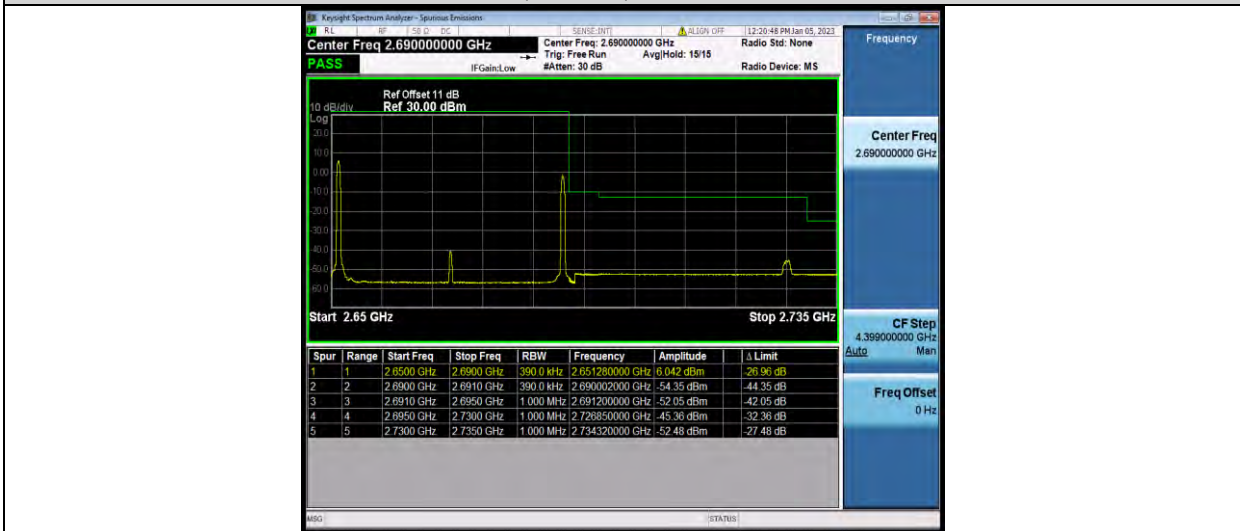 Keysight Spectrum Analyzer - Spurious Emissions
RL RF 50 Ω DC SENSE:INT ALIGN OFF 12:20:48 PM Jan 05, 2023
Center Freq 2.690000000 GHz Center Freq: 2.690000000 GHz Radio Std: None
Trig: Free Run Avg|Hold: 15/15
PASS IFGain:Low #Atten: 30 dB Radio Device: MS
Ref Offset 11 dB
10 dB/div Ref 30.00 dBm
Log
20.0
10.0
0.00
-10.0
-20.0
-30.0
-40.0
-50.0
-60.0
Start 2.65 GHz Stop 2.735 GHz
Spur Range Start Freq Stop Freq RBW Frequency Amplitude Δ Limit
1 1 2.6500 GHz 2.6900 GHz 390.0 kHz 2.651280000 GHz 6.042 dBm -26.96 dB
2 2 2.6900 GHz 2.6910 GHz 390.0 kHz 2.690002000 GHz -54.35 dBm -44.35 dB
3 3 2.6910 GHz 2.6950 GHz 1.000 MHz 2.691200000 GHz -52.05 dBm -42.05 dB
4 4 2.6950 GHz 2.7300 GHz 1.000 MHz 2.726850000 GHz -45.36 dBm -32.36 dB
5 5 2.7300 GHz 2.7350 GHz 1.000 MHz 2.734320000 GHz -52.48 dBm -27.48 dB
MSG STATUS
Frequency
Center Freq
2.690000000 GHz
CF Step
4.399000000 GHz
Auto Man
Freq Offset
0 Hz